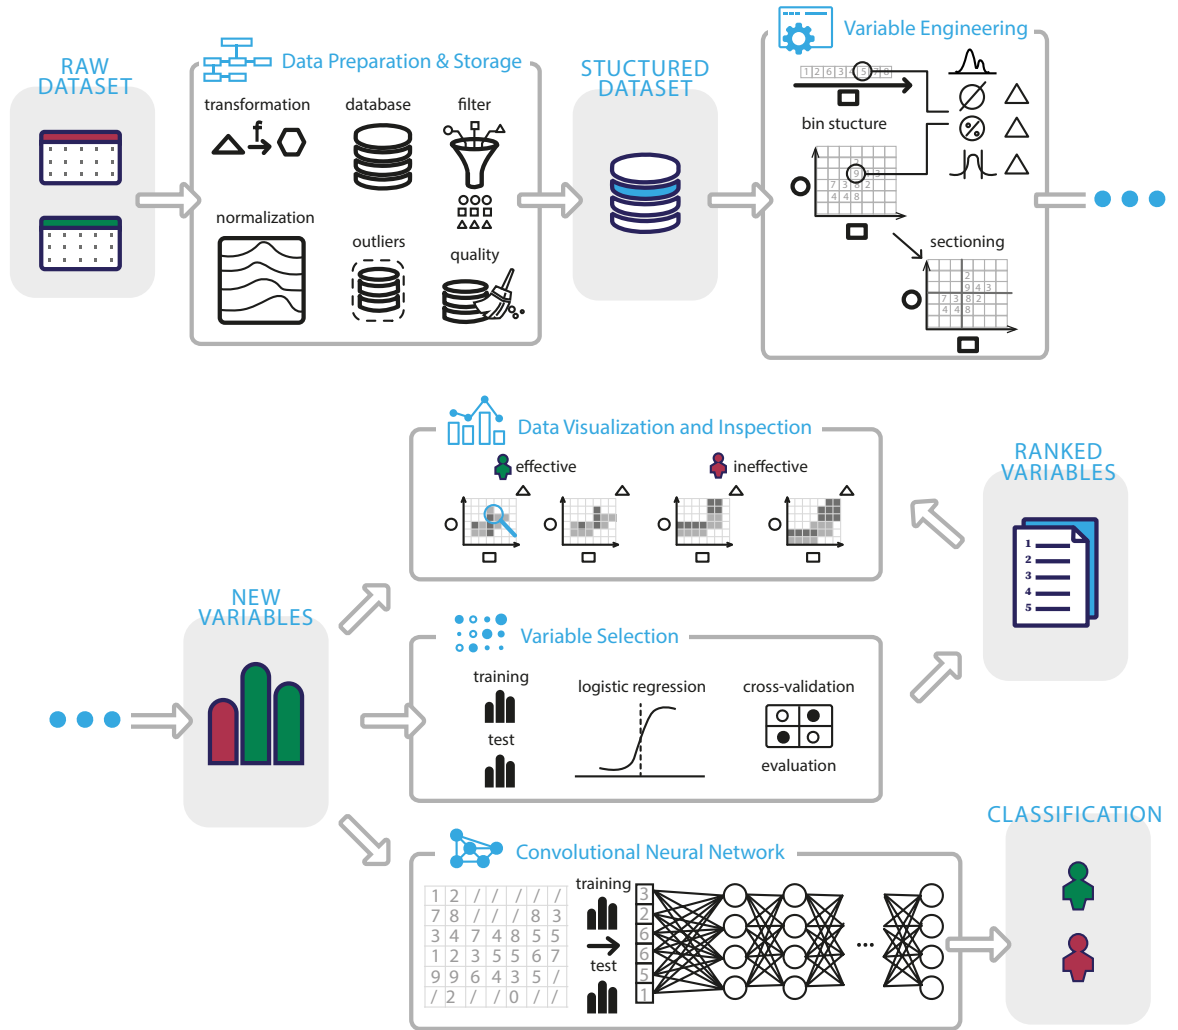 RAW
DATASET
Data Preparation & Storage
transformation
f
database
filter
normalization
outliers
quality
STUCTURED
DATASET
Variable Engineering
1 2 6 3 4 5 7 8
bin stucture
2
9 4 3
7 3 8 2
4 4 8
%
sectioning
2
9 4 3
7 3 8 2
4 4 8
Data Visualization and Inspection
effective
ineffective
RANKED
VARIABLES
1
2
3
4
5
NEW
VARIABLES
Variable Selection
training
test
logistic regression
cross-validation
evaluation
Convolutional Neural Network
1 2 / / / / /
7 8 / / / 8 3
3 4 7 4 8 5 5
1 2 3 5 5 6 7
9 9 6 4 3 5 /
/ 2 / / 0 / /
training
test
3
2
6
6
5
1
...
CLASSIFICATION